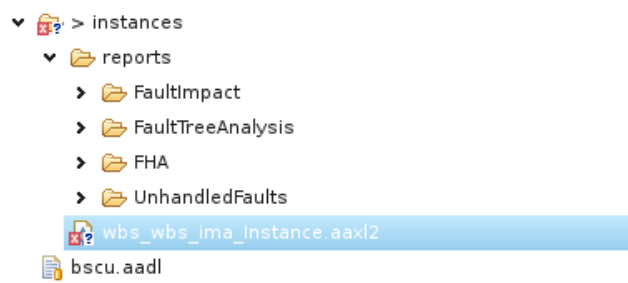 > instances
reports
FaultImpact
FaultTreeAnalysis
FHA
UnhandledFaults
wbs_wbs_ima_Instance.aaxl2
bscu.aadl